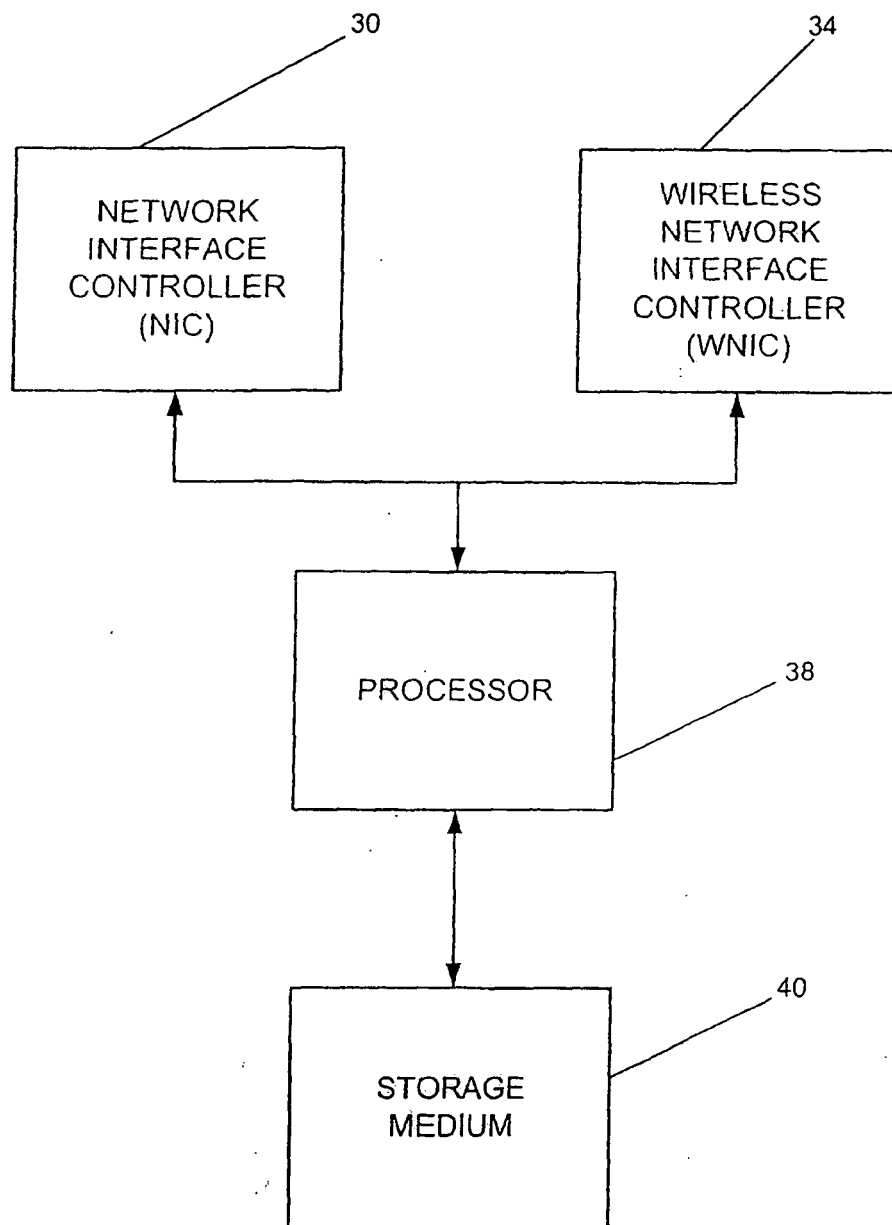 30
34
NETWORK
INTERFACE
CONTROLLER
(NIC)
WIRELESS
NETWORK
INTERFACE
CONTROLLER
(WNIC)
PROCESSOR
38
40
STORAGE
MEDIUM